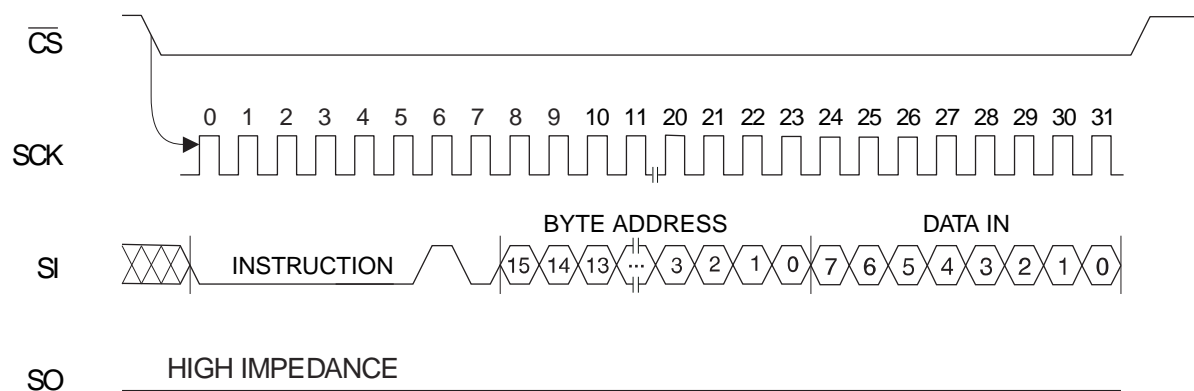 CS
0 1 2 3 4 5 6 7 8 9 10 11 20 21 22 23 24 25 26 27 28 29 30 31
SCK
BYTE ADDRESS DATA IN
SI INSTRUCTION 15 14 13 ... 3 2 1 0 7 6 5 4 3 2 1 0
HIGH IMPEDANCE
SO